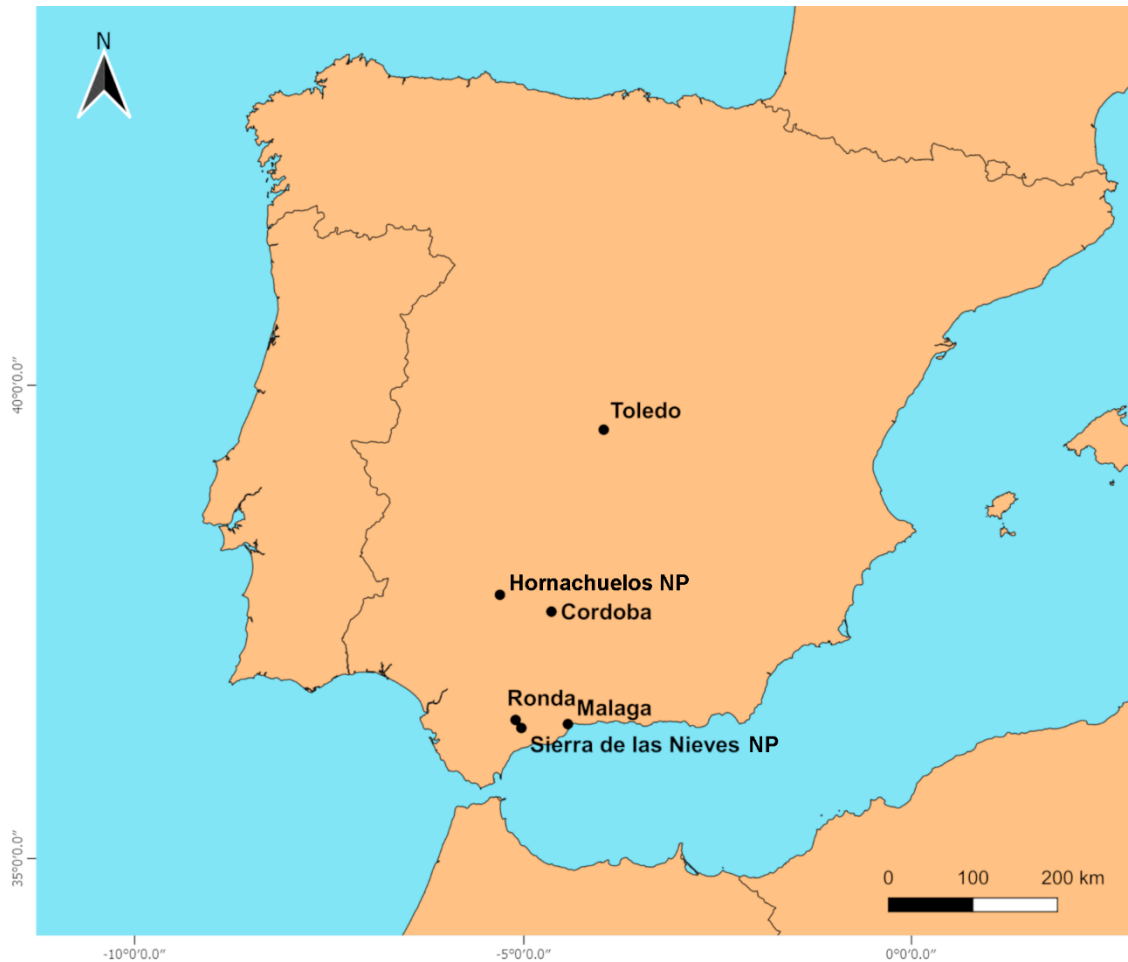 N
Toledo
Hornachuelos NP
Cordoba
Ronda
Malaga
Sierra de las Nieves NP
40°0'0.0"
35°0'0.0"
0 100 200 km
-10°0'0.0" -5°0'0.0" 0°0'0.0"